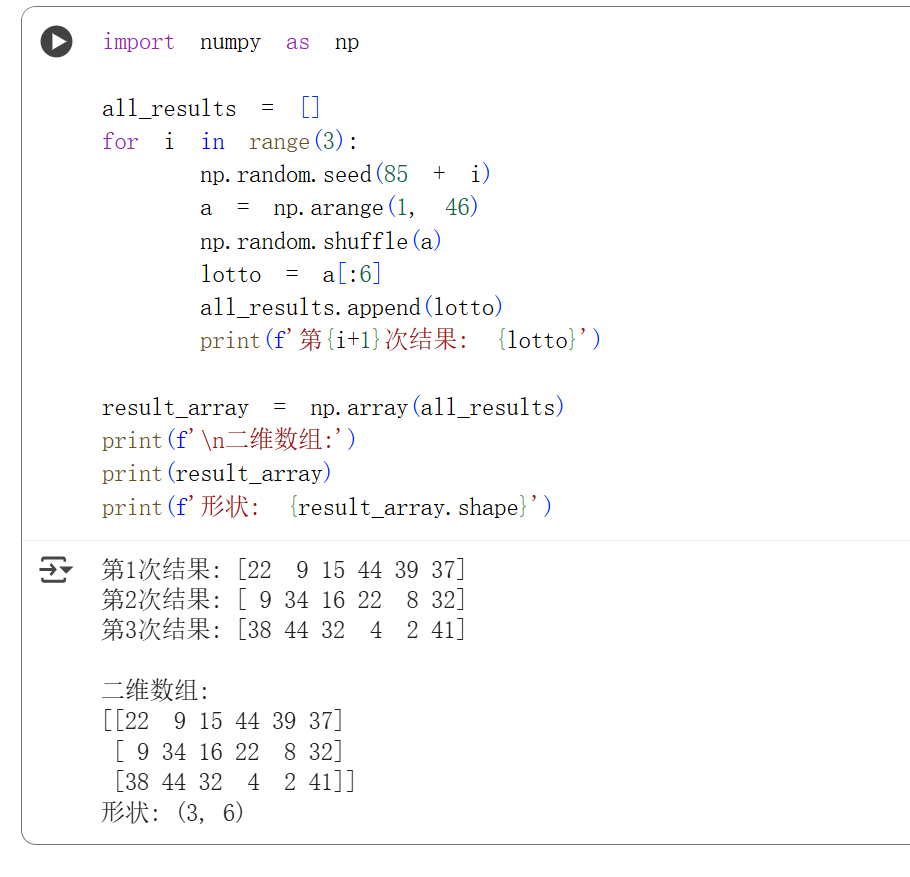 import numpy as np

all_results = []
for i in range(3):
        np.random.seed(85 + i)
        a = np.arange(1, 46)
        np.random.shuffle(a)
        lotto = a[:6]
        all_results.append(lotto)
        print(f'第{i+1}次结果: {lotto}')

result_array = np.array(all_results)
print(f'\n二维数组:')
print(result_array)
print(f'形状: {result_array.shape}')
第1次结果: [22  9 15 44 39 37]
第2次结果: [ 9 34 16 22  8 32]
第3次结果: [38 44 32  4  2 41]

二维数组:
[[22  9 15 44 39 37]
 [ 9 34 16 22  8 32]
 [38 44 32  4  2 41]]
形状: (3, 6)